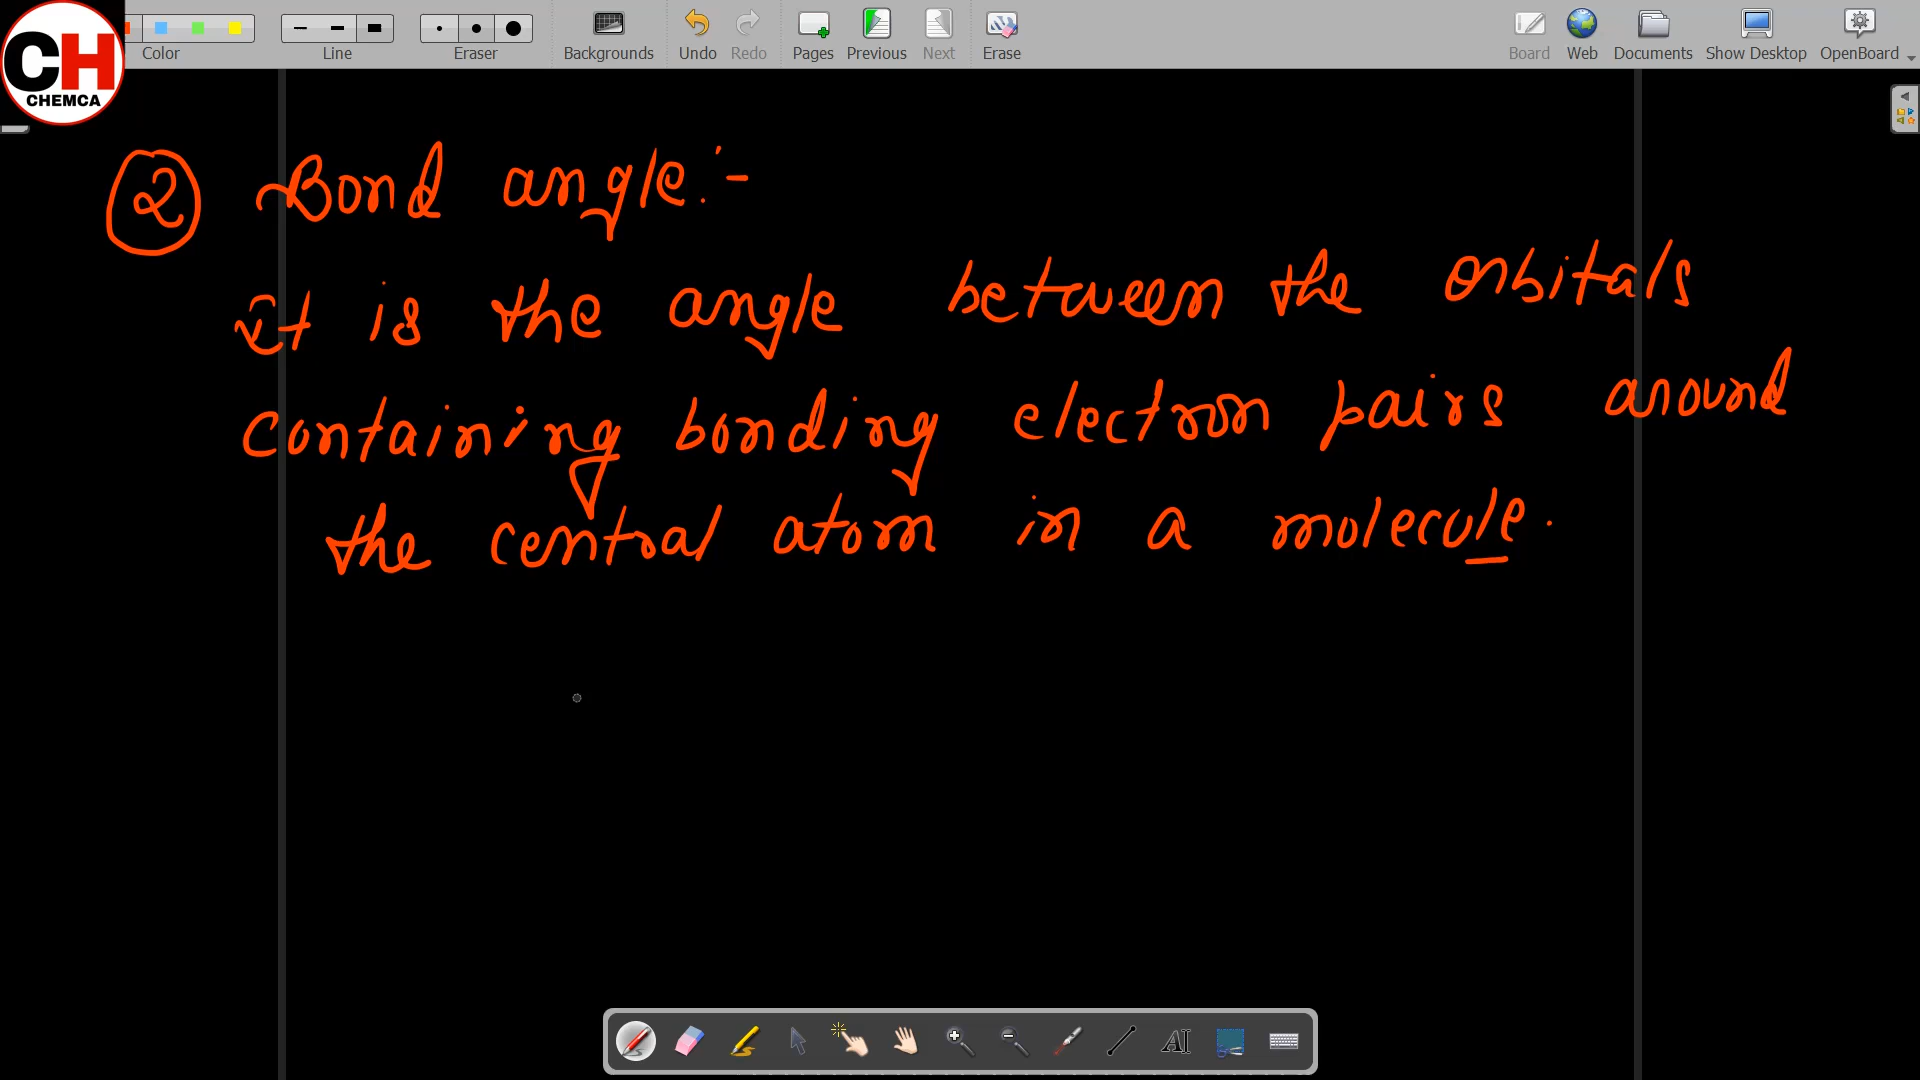 CH
CHEMCA
Color
Line
Eraser
Backgrounds
Undo
Redo
Pages
Previous
Next
Erase
Board
Web
Documents
Show Desktop
OpenBoard
② Bond angle:-
It is the angle between the orbitals
containing bonding electron pairs around
the central atom in a molecule.
AI